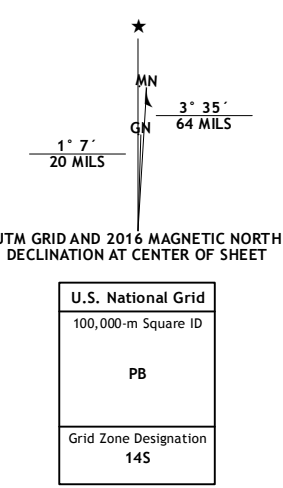 ★
MN
3° 35´
64 MILS
GN
1° 7´
20 MILS
UTM GRID AND 2016 MAGNETIC NORTH
DECLINATION AT CENTER OF SHEET
U.S. National Grid
100,000-m Square ID
PB
Grid Zone Designation
14S